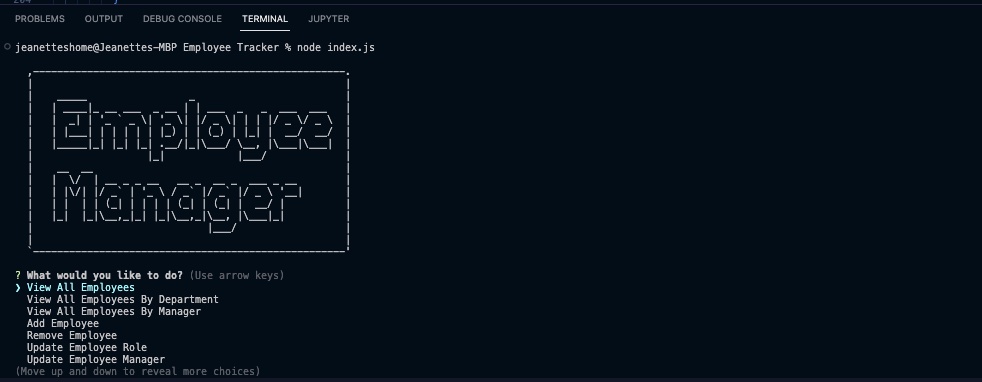 PROBLEMS OUTPUT DEBUG CONSOLE TERMINAL JUPYTER
jeanetteshome@Jeanettes-MBP Employee Tracker % node index.js
Employee
Manager
? What would you like to do? (Use arrow keys)
❯ View All Employees
View All Employees By Department
View All Employees By Manager
Add Employee
Remove Employee
Update Employee Role
Update Employee Manager
(Move up and down to reveal more choices)